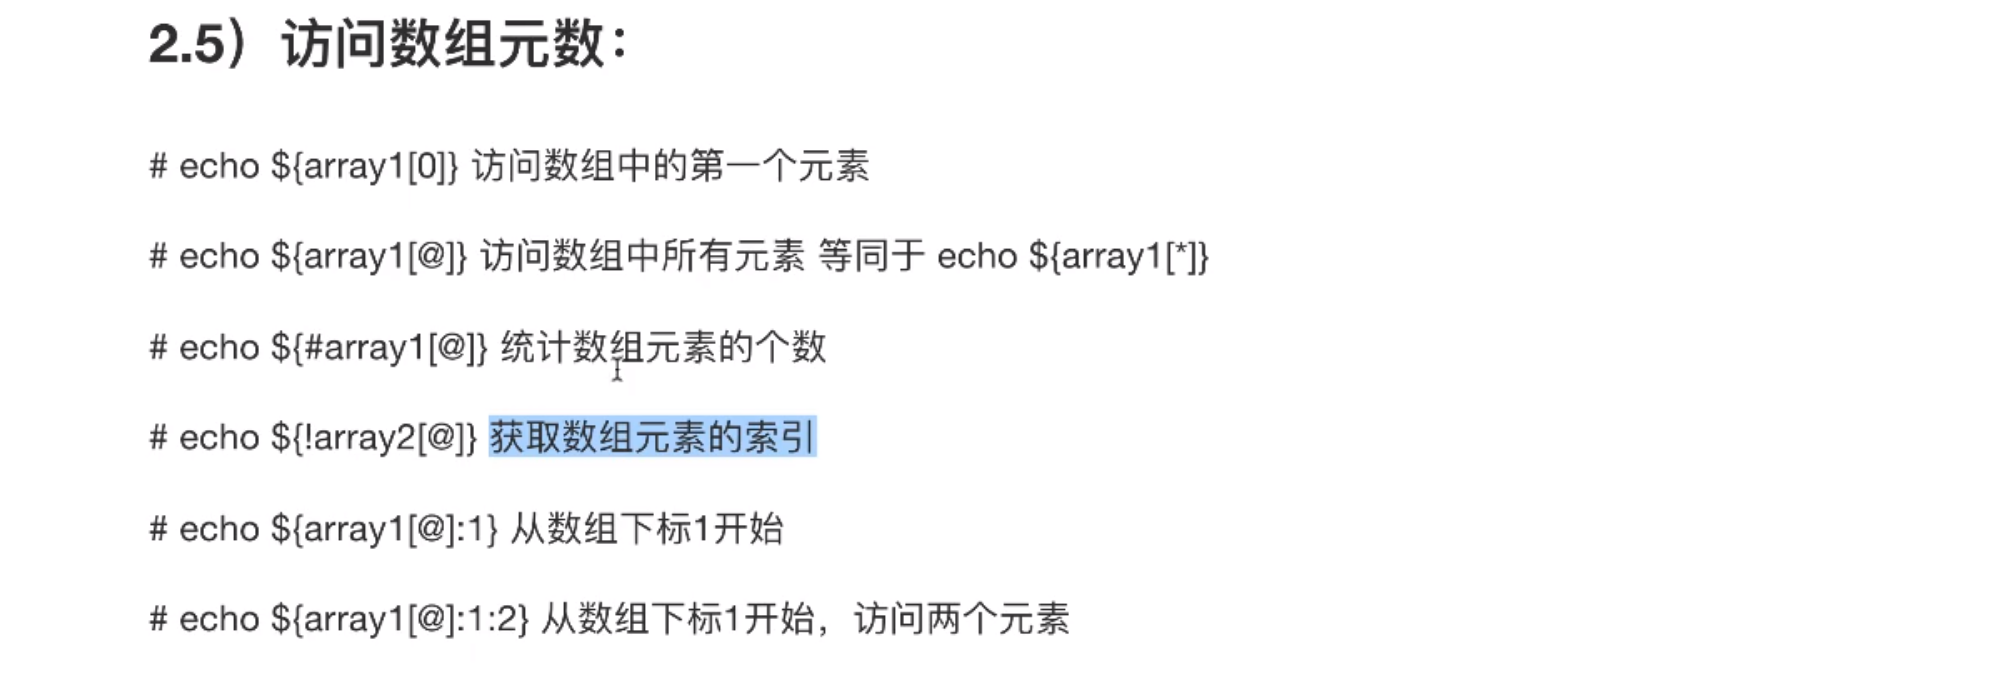 2.5）访问数组元数：
# echo ${array1[0]} 访问数组中的第一个元素
# echo ${array1[@]} 访问数组中所有元素 等同于 echo ${array1[*]}
# echo ${#array1[@]} 统计数组元素的个数
# echo ${!array2[@]} 获取数组元素的索引
# echo ${array1[@]:1} 从数组下标1开始
# echo ${array1[@]:1:2} 从数组下标1开始，访问两个元素